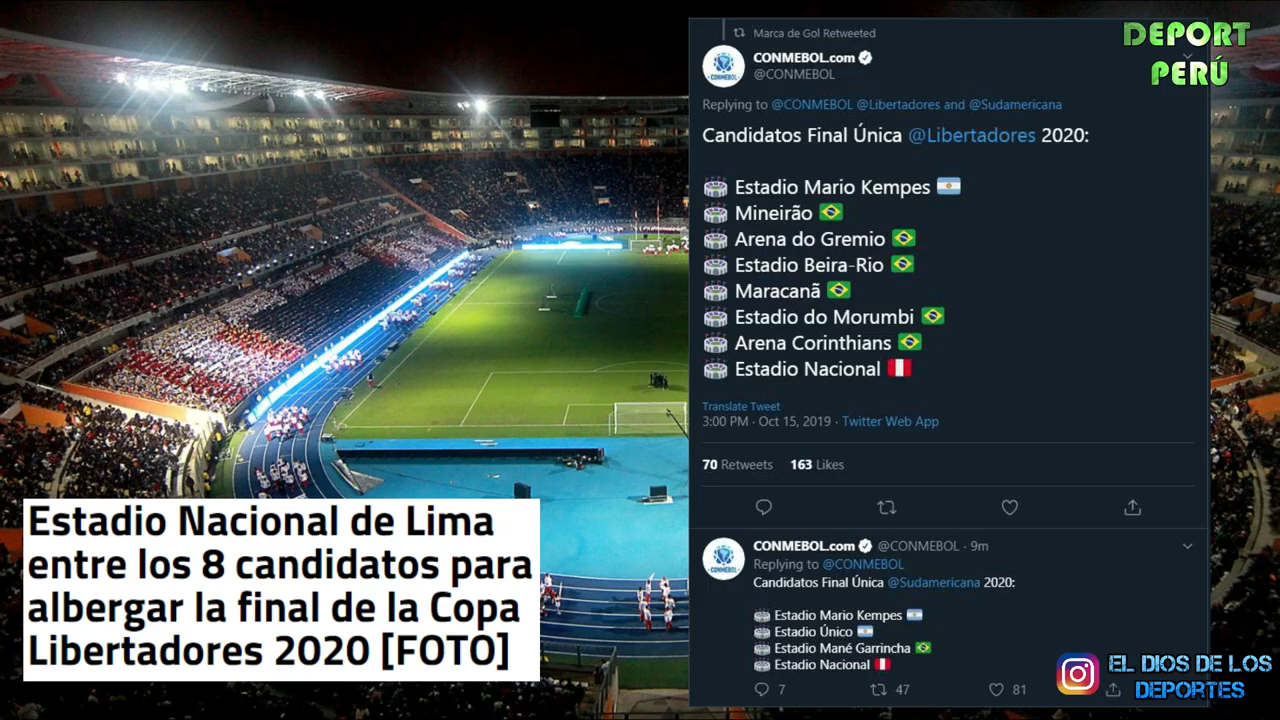 DEPORT
PERÚ
Marca de Gol Retweeted
CONMEBOL.com
@CONMEBOL
Replying to @CONMEBOL @Libertadores and @Sudamericana
Candidatos Final Única @Libertadores 2020:
Estadio Mario Kempes
Mineirão
Arena do Gremio
Estadio Beira-Rio
Maracanã
Estadio do Morumbi
Arena Corinthians
Estadio Nacional
Translate Tweet
3:00 PM · Oct 15, 2019 · Twitter Web App
70 Retweets 163 Likes
CONMEBOL.com @CONMEBOL · 9m
Replying to @CONMEBOL
Candidatos Final Única @Sudamericana 2020:
Estadio Mario Kempes
Estadio Único
Estadio Mané Garrincha
Estadio Nacional
7 47 81
Estadio Nacional de Lima
entre los 8 candidatos para
albergar la final de la Copa
Libertadores 2020 [FOTO]
EL DIOS DE LOS
DEPORTES